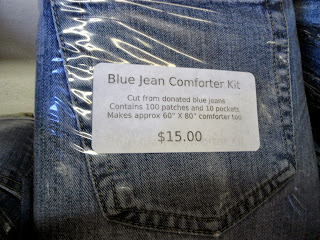 Blue Jean Comforter Kit
Cut from donated blue jeans
Contains 100 patches and 10 pockets
Makes approx 60" X 80" comforter top
$15.00